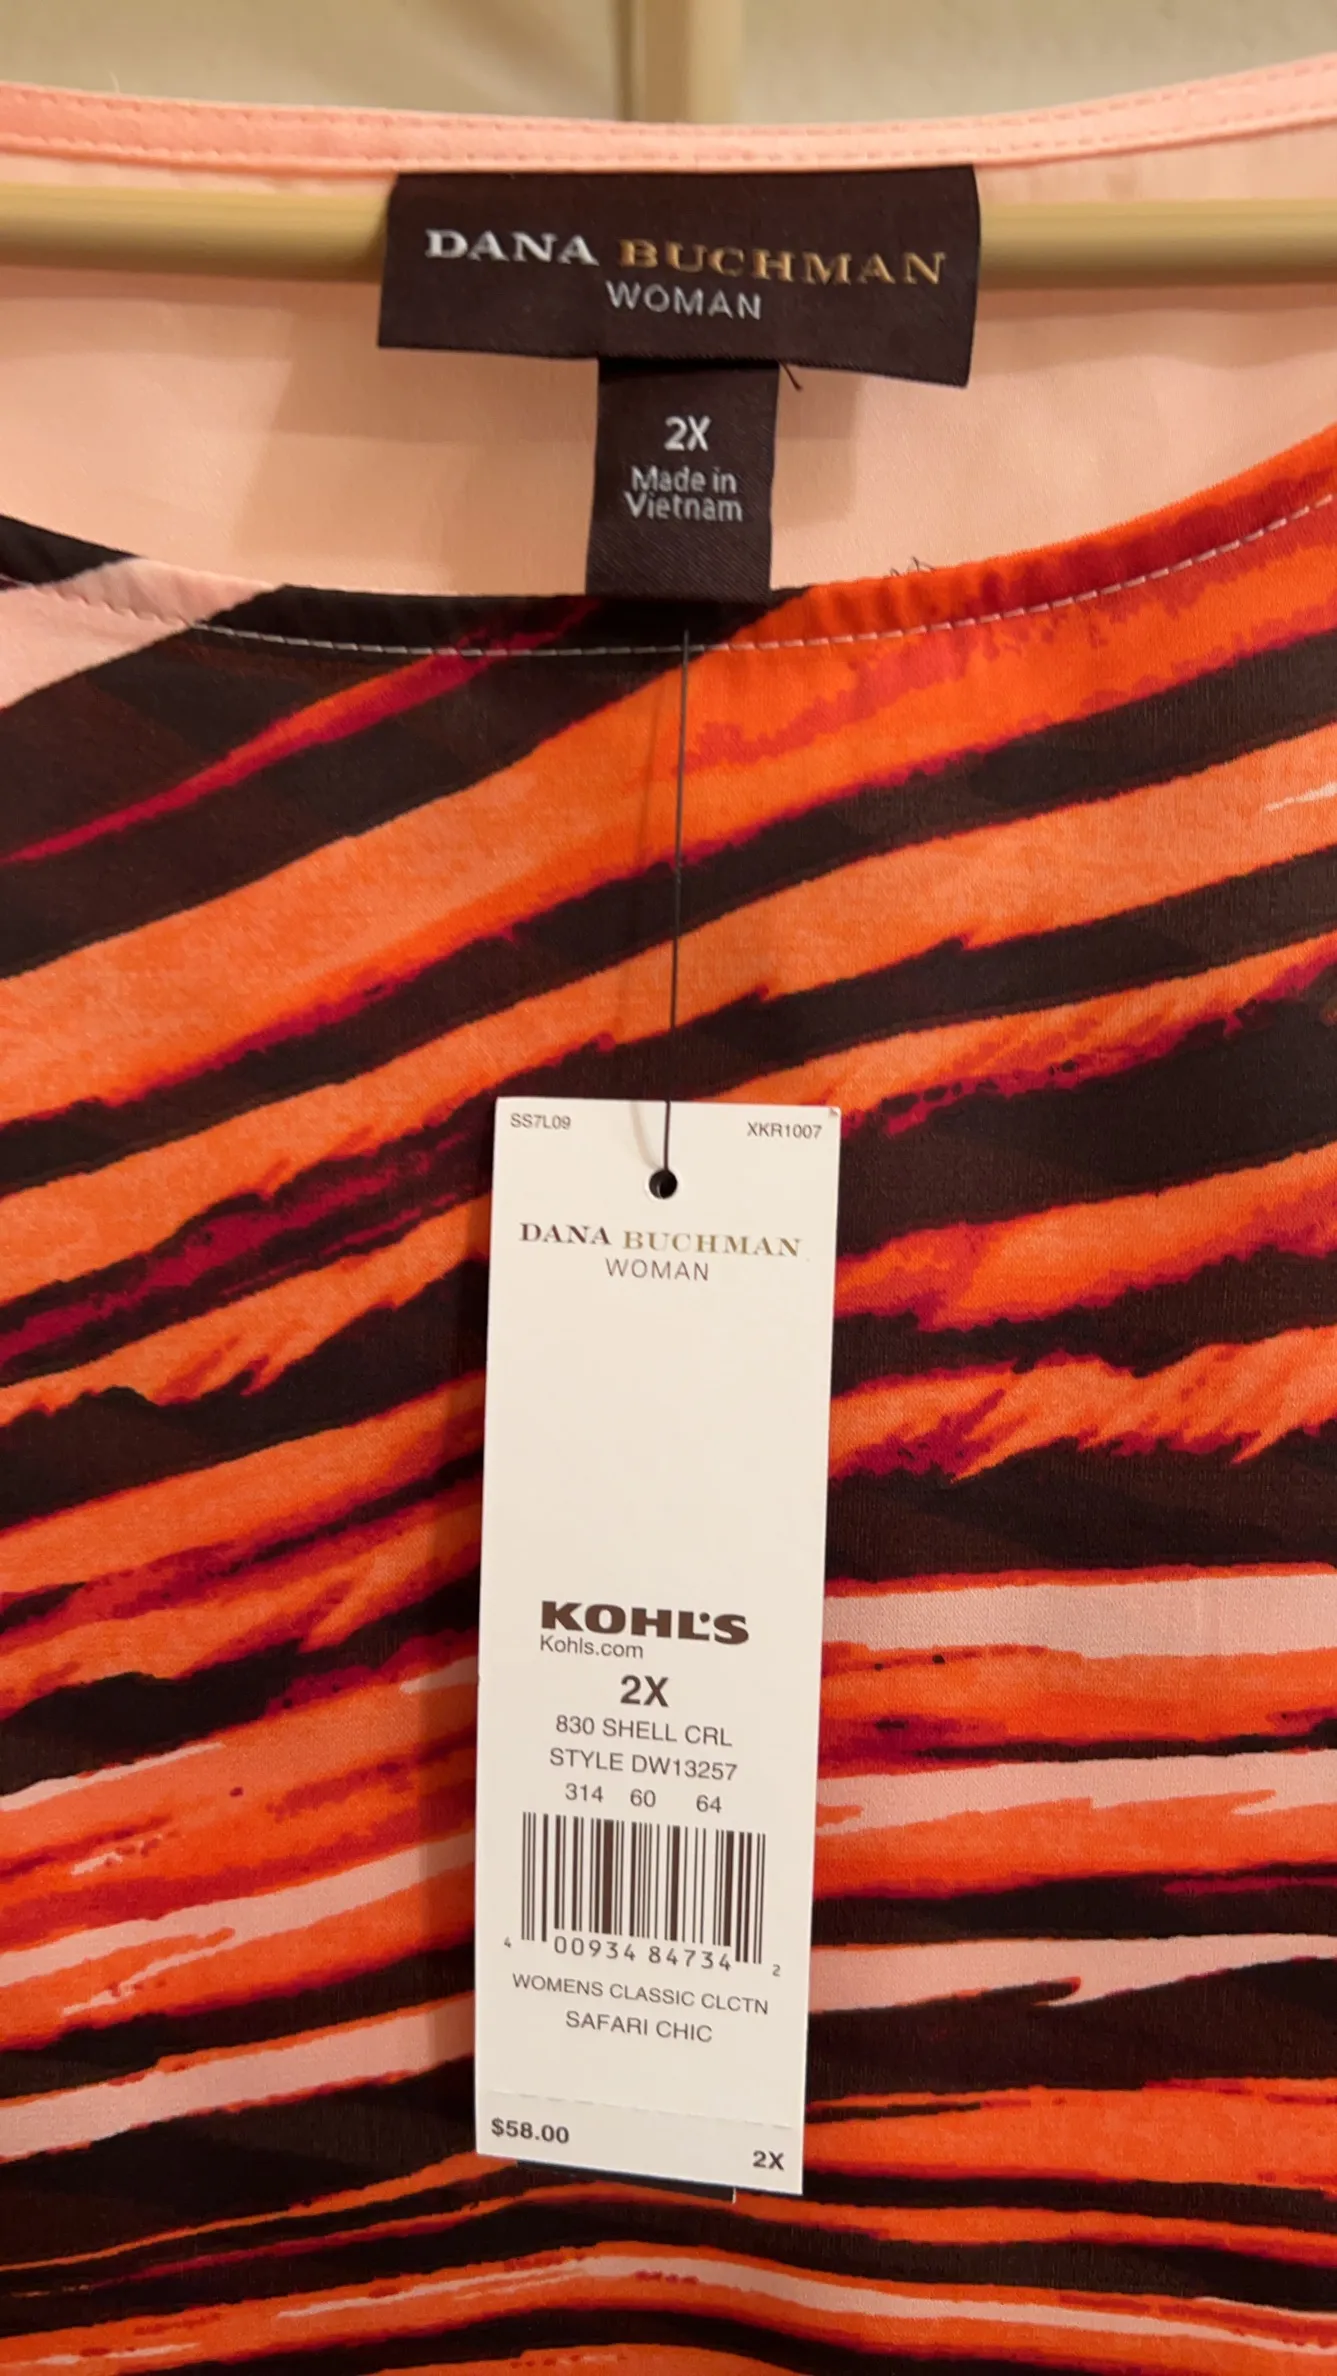 DANA BUCHMAN
WOMAN
2X
Made in
Vietnam
SS7L09 XKR1007
DANA BUCHMAN
WOMAN
KOHL'S
Kohls.com
2X
830 SHELL CRL
STYLE DW13257
314 60 64
4 00934 84734 2
WOMENS CLASSIC CLCTN
SAFARI CHIC
$58.00 2X